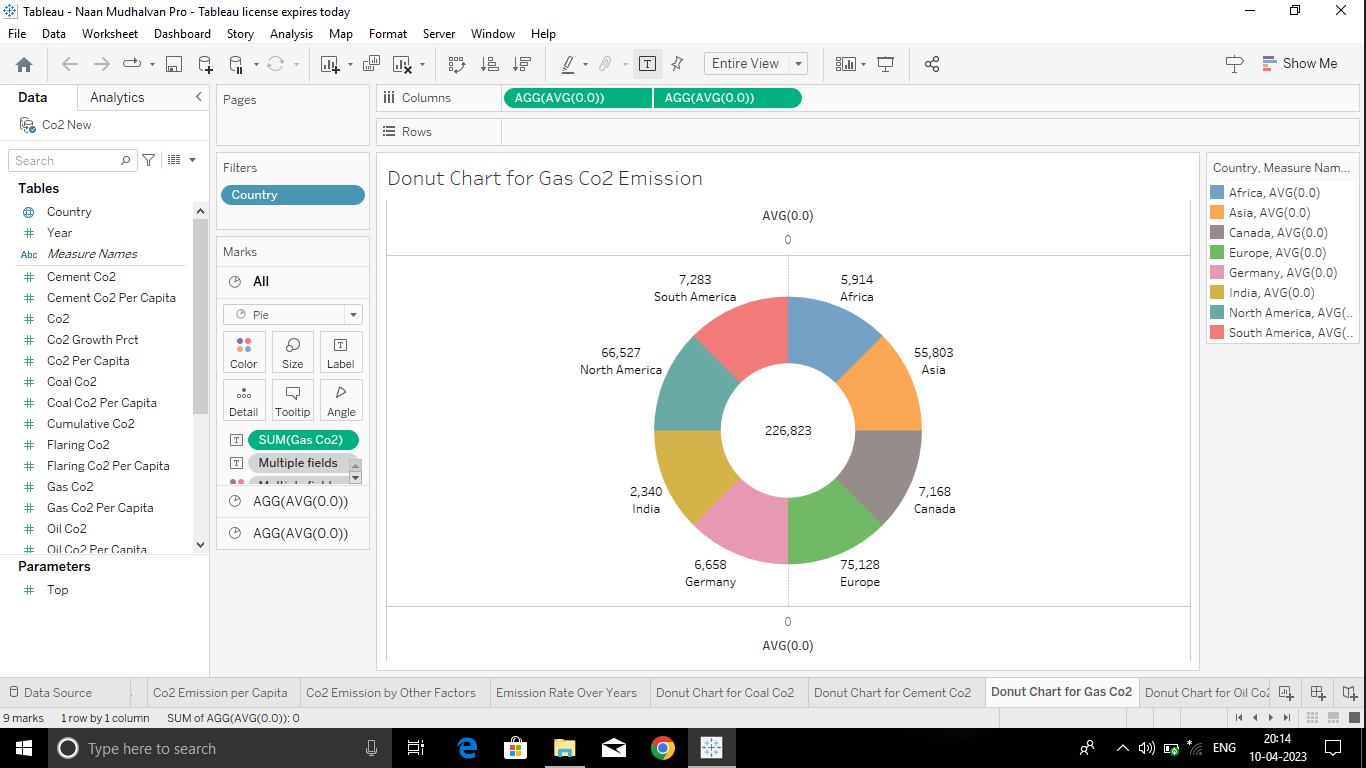 Tableau - Naan Mudhalvan Pro - Tableau license expires today
File Data Worksheet Dashboard Story Analysis Map Format Server Window Help
Entire View
Show Me
Data Analytics
Co2 New
Search
Tables
Country
Year
Abc Measure Names
Cement Co2
Cement Co2 Per Capita
Co2
Co2 Growth Prct
Co2 Per Capita
Coal Co2
Coal Co2 Per Capita
Cumulative Co2
Flaring Co2
Flaring Co2 Per Capita
Gas Co2
Gas Co2 Per Capita
Oil Co2
Oil Co2 Per Capita
Parameters
Top
Pages
Filters
Country
Marks
All
Pie
Color Size Label
Detail Tooltip Angle
SUM(Gas Co2)
Multiple fields
Multiple fields
AGG(AVG(0.0))
AGG(AVG(0.0))
Columns AGG(AVG(0.0)) AGG(AVG(0.0))
Rows
Donut Chart for Gas Co2 Emission
AVG(0.0)
0
7,283
South America
5,914
Africa
66,527
North America
55,803
Asia
226,823
2,340
India
7,168
Canada
6,658
Germany
75,128
Europe
0
AVG(0.0)
Country, Measure Nam...
Africa, AVG(0.0)
Asia, AVG(0.0)
Canada, AVG(0.0)
Europe, AVG(0.0)
Germany, AVG(0.0)
India, AVG(0.0)
North America, AVG(..
South America, AVG(..
Data Source Co2 Emission per Capita Co2 Emission by Other Factors Emission Rate Over Years Donut Chart for Coal Co2 Donut Chart for Cement Co2 Donut Chart for Gas Co2 Donut Chart for Oil Co2
9 marks 1 row by 1 column SUM of AGG(AVG(0.0)): 0
Type here to search
ENG
20:14
10-04-2023